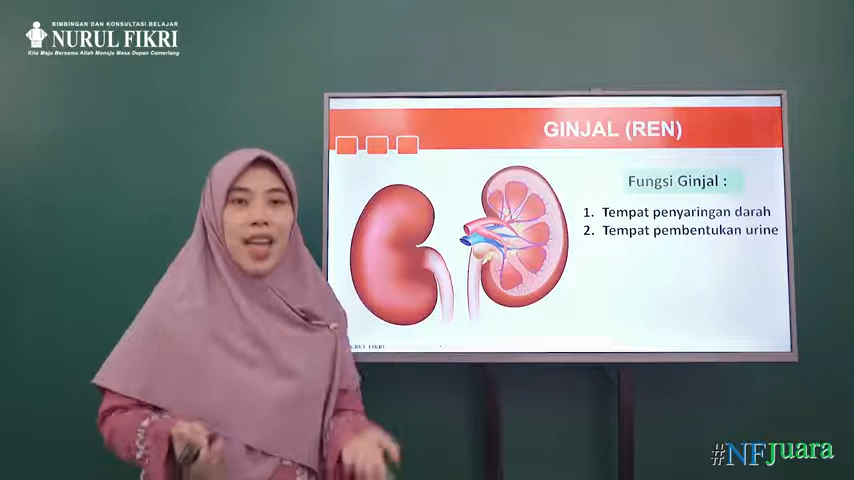 BIMBINGAN DAN KONSULTASI BELAJAR
NURUL FIKRI
Kita Maju Bersama Allah Menuju Masa Depan Cemerlang
GINJAL (REN)
Fungsi Ginjal :
1. Tempat penyaringan darah
2. Tempat pembentukan urine
FIKRI
#NFJuara